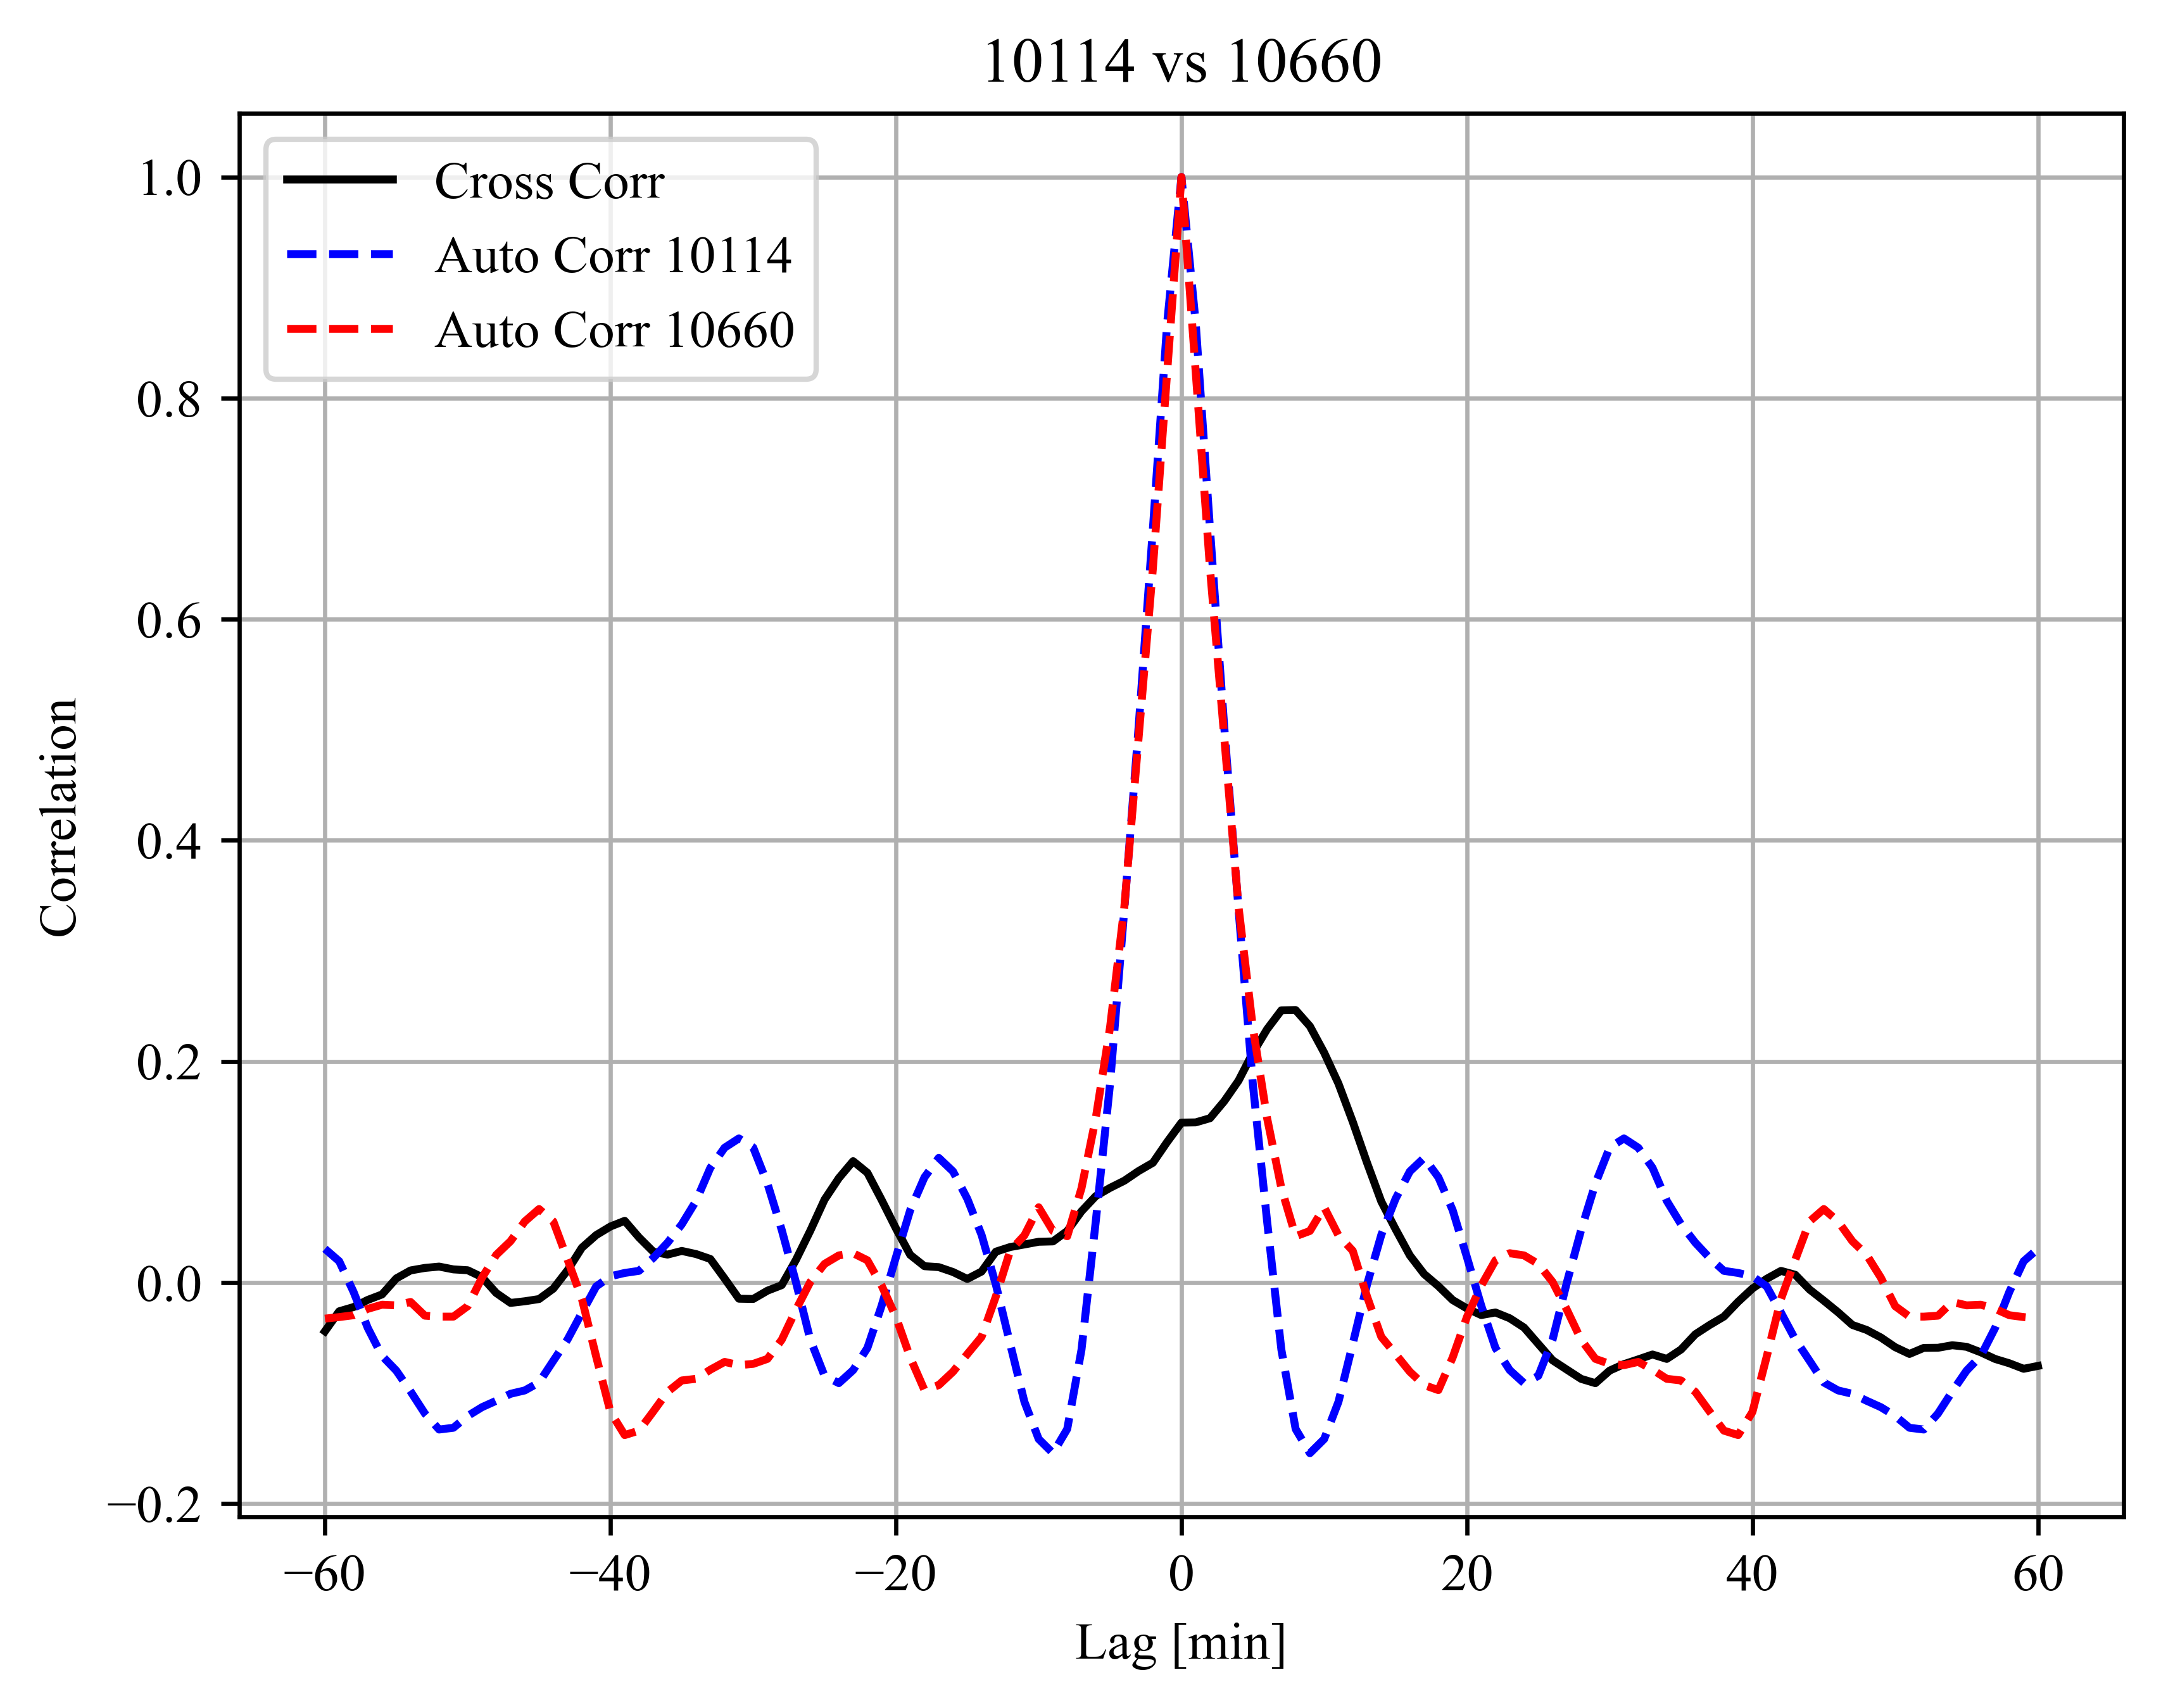 10114 vs 10660
Cross Corr
Auto Corr 10114
Auto Corr 10660
1.0
0.8
0.6
0.4
0.2
0.0
−0.2
Correlation
−60 −40 −20 0 20 40 60
Lag [min]